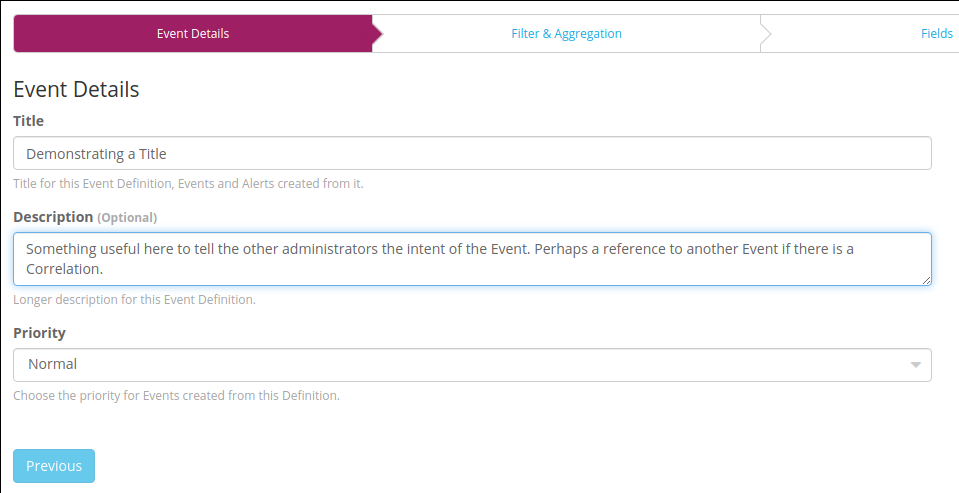 Event Details
Filter & Aggregation
Fields
Event Details
Title
Demonstrating a Title
Title for this Event Definition, Events and Alerts created from it.
Description (Optional)
Something useful here to tell the other administrators the intent of the Event. Perhaps a reference to another Event if there is a
Correlation.
Longer description for this Event Definition.
Priority
Normal
Choose the priority for Events created from this Definition.
Previous